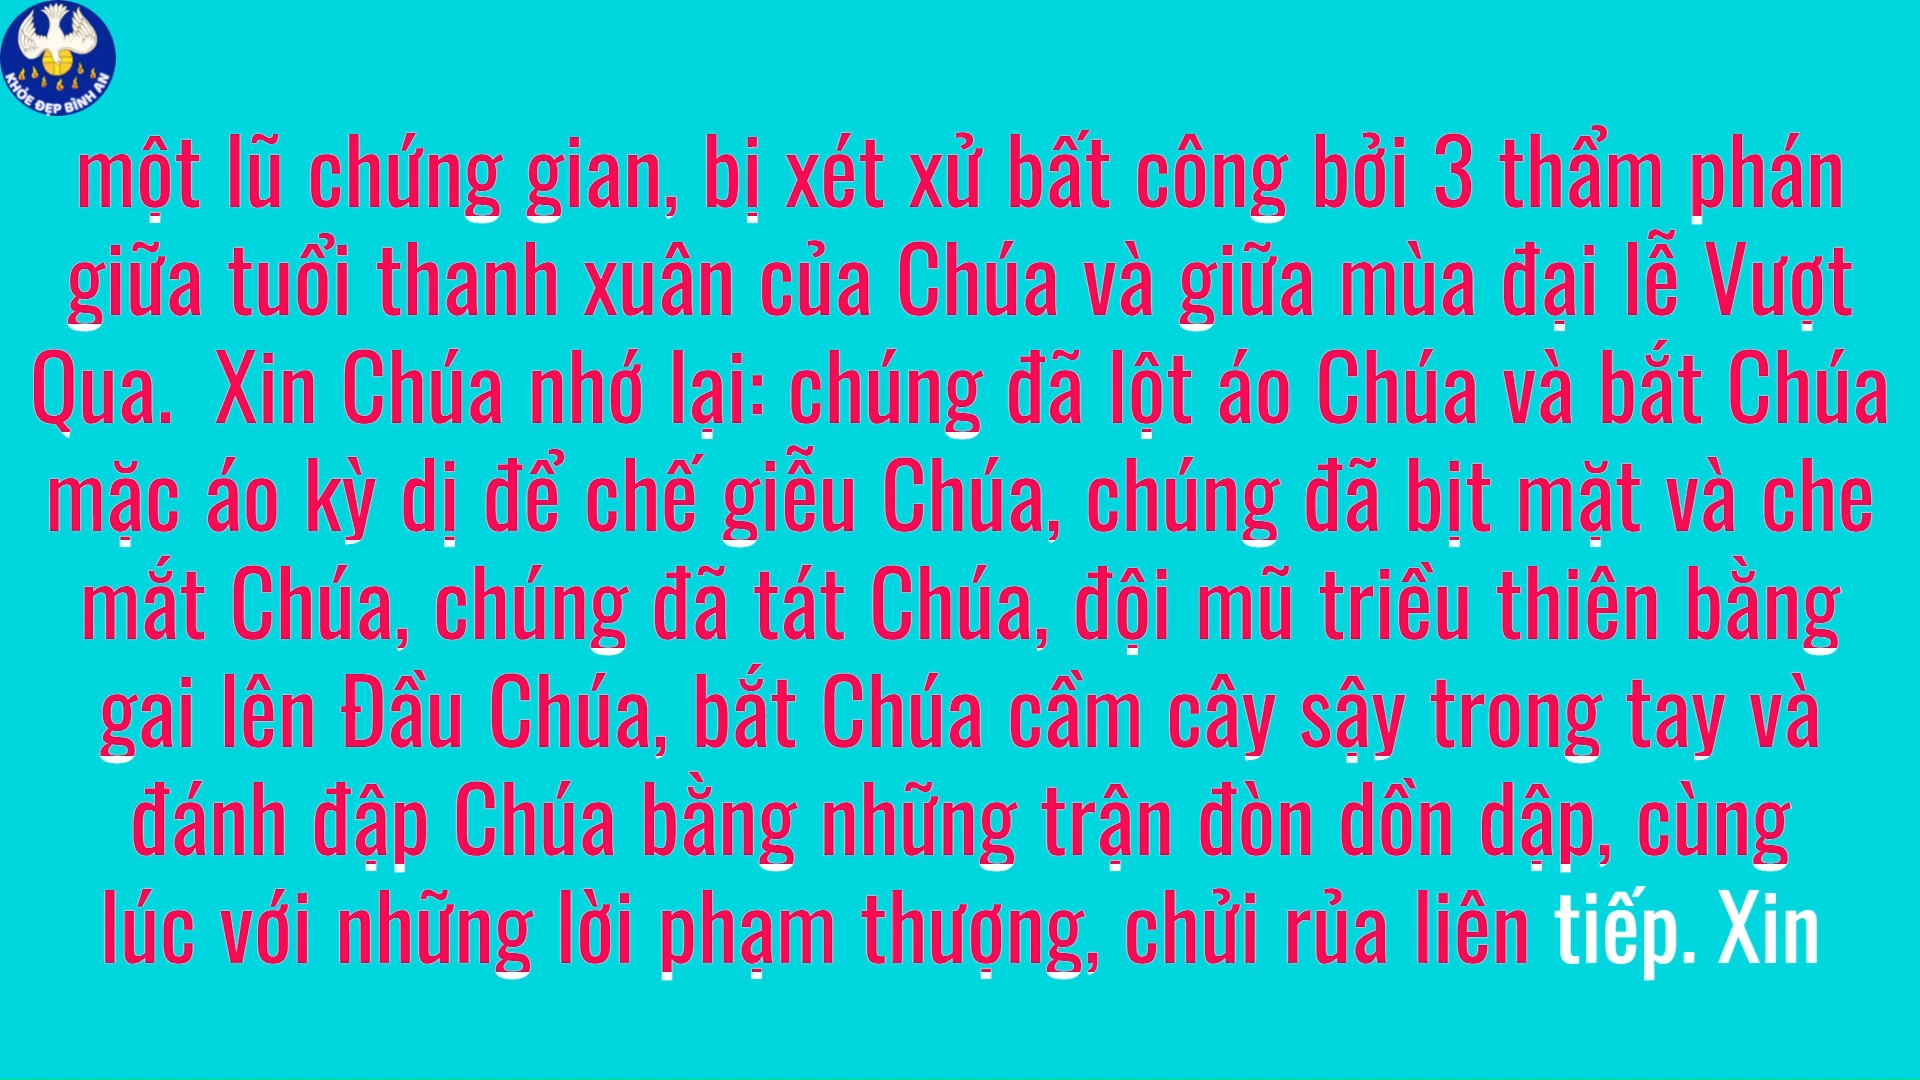 KHỎE ĐẸP BÌNH AN
một lũ chứng gian, bị xét xử bất công bởi 3 thẩm phán
giữa tuổi thanh xuân của Chúa và giữa mùa đại lễ Vượt
Qua.  Xin Chúa nhớ lại: chúng đã lột áo Chúa và bắt Chúa
mặc áo kỳ dị để chế giễu Chúa, chúng đã bịt mặt và che
mắt Chúa, chúng đã tát Chúa, đội mũ triều thiên bằng
gai lên Đầu Chúa, bắt Chúa cầm cây sậy trong tay và
đánh đập Chúa bằng những trận đòn dồn dập, cùng
lúc với những lời phạm thượng, chửi rủa liên tiếp. Xin